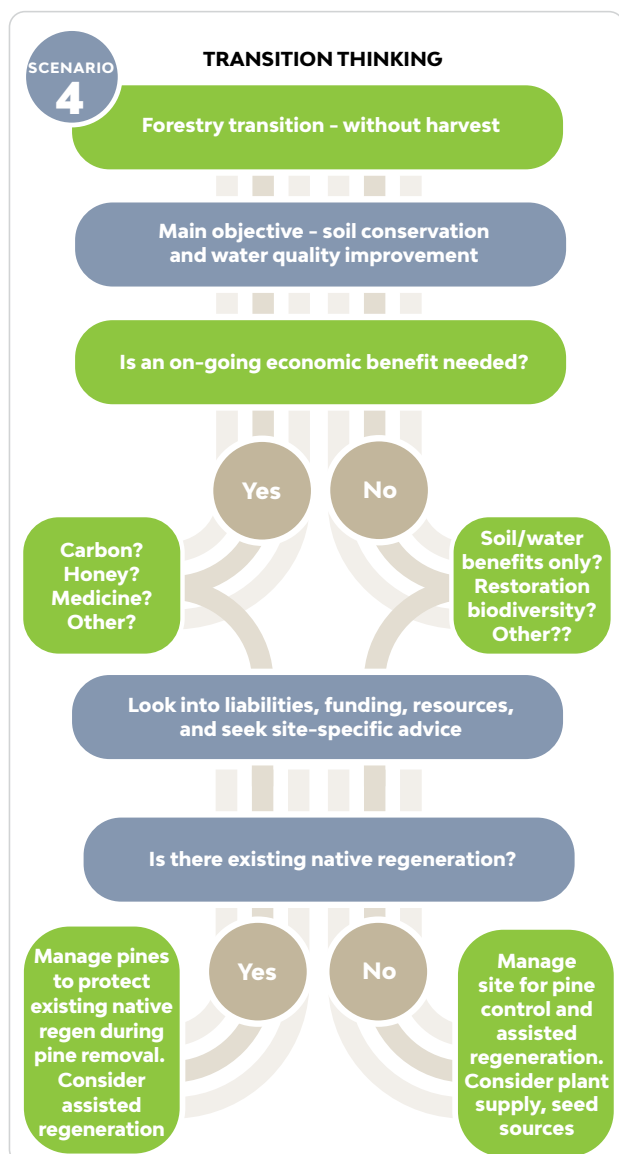 SCENARIO
4
TRANSITION THINKING
Forestry transition - without harvest
Main objective - soil conservation
and water quality improvement
Is an on-going economic benefit needed?
Yes
No
Carbon?
Honey?
Medicine?
Other?
Soil/water
benefits only?
Restoration
biodiversity?
Other??
Look into liabilities, funding, resources,
and seek site-specific advice
Is there existing native regeneration?
Yes
No
Manage pines
to protect
existing native
regen during
pine removal.
Consider
assisted
regeneration
Manage
site for pine
control and
assisted
regeneration.
Consider plant
supply, seed
sources